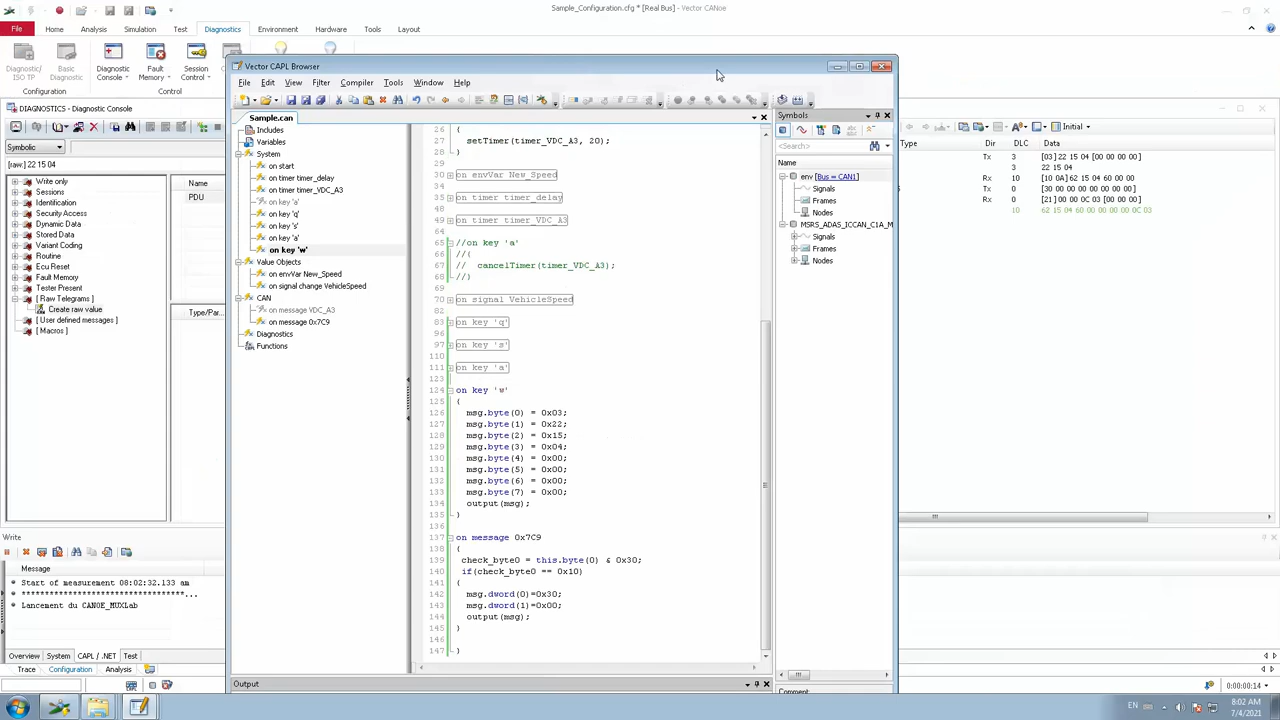 Sample_Configuration.cfg * [Real Bus] - Vector CANoe
File
Home
Analysis
Simulation
Test
Diagnostics
Environment
Hardware
Tools
Layout
Diagnostic/
ISO TP
Basic
Diagnostic
Diagnostic
Console
Fault
Memory
Session
Control
Configuration
Control
DIAGNOSTICS - Diagnostic Console
Symbolic
[raw:] 22 15 04
Write only
Sessions
Identification
Security Access
Dynamic Data
Variant Coding
Routine
Ecu Reset
Fault Memory
Tester Present
[ Raw Telegrams ]
Create raw value
[ User defined messages ]
[ Macros ]
Name
PDU
Type/Par...
Write
Message
Start of measurement 08:02:32.133 am
Lancement du CANOE_MUXLab
Overview
System
CAPL / .NET
Test
Trace
Configuration
Analysis
Vector CAPL Browser
File
Edit
View
Filter
Compiler
Tools
Window
Help
Sample.can
Includes
Variables
System
on start
on timer timer_delay
on timer timer_VDC_A3
on key 'a'
on key 'q'
on key 's'
on key 'a'
on key 'w'
Value Objects
on envVar New_Speed
on signal change VehicleSpeed
CAN
on message VDC_A3
on message 0x7C9
Diagnostics
Functions
26 {
27 setTimer(timer_VDC_A3, 20);
28 }
29
30 on envVar New_Speed
34
35 on timer timer_delay
48
49 on timer timer_VDC_A3
64
65 //on key 'a'
66 //{
67 // cancelTimer(timer_VDC_A3);
68 //}
69
70 on signal VehicleSpeed
82
83 on key 'q'
96
97 on key 's'
110
111 on key 'a'
123
124 on key 'w'
125 {
126 msg.byte(0) = 0x03;
127 msg.byte(1) = 0x22;
128 msg.byte(2) = 0x15;
129 msg.byte(3) = 0x04;
130 msg.byte(4) = 0x00;
131 msg.byte(5) = 0x00;
132 msg.byte(6) = 0x00;
133 msg.byte(7) = 0x00;
134 output(msg);
135 }
136
137 on message 0x7C9
138 {
139 check_byte0 = this.byte(0) & 0x30;
140 if(check_byte0 == 0x10)
141 {
142 msg.dword(0)=0x30;
143 msg.dword(1)=0x00;
144 output(msg);
145 }
146
147 }
Output
Symbols
<Search>
Name
env [Bus = CAN1]
Signals
Frames
Nodes
MSRS_ADAS_ICCAN_C1A_M
Signals
Frames
Nodes
Comment
Initial
Type Dir DLC Data
Tx 3 [03] 22 15 04 [00 00 00 00]
3 22 15 04
Rx 10 [10 0A] 62 15 04 60 00 00
Tx 0 [30 00 00 00 00 00 00 00]
Rx 0 [21] 00 00 0C 03 [00 00 00]
10 62 15 04 60 00 00 00 00 0C 03
0:00:00:14
EN
8:02 AM
7/4/2021